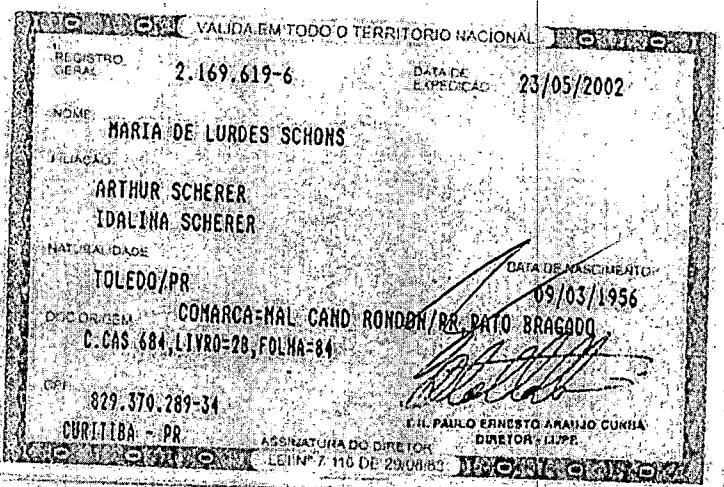 VALIDA EM TODO O TERRITORIO NACIONAL
REGISTRO GERAL 2.169.619-6 DATA DE EXPEDIÇÃO 23/05/2002
NOME
MARIA DE LURDES SCHONS
FILIAÇÃO
ARTHUR SCHERER
IDALINA SCHERER
NATURALIDADE DATA DE NASCIMENTO
TOLEDO/PR 09/03/1956
DOC ORIGEM COMARCA=MAL CAND RONDON/PR, PATO BRAGADO
C.CAS 684, LIVRO=28, FOLHA=84
CPF
829.370.289-34
CURITIBA - PR PAULO ERNESTO ARAUJO CUNHA
ASSINATURA DO DIRETOR DIRETOR - II/PR
LEI Nº 7.116 DE 29/08/83